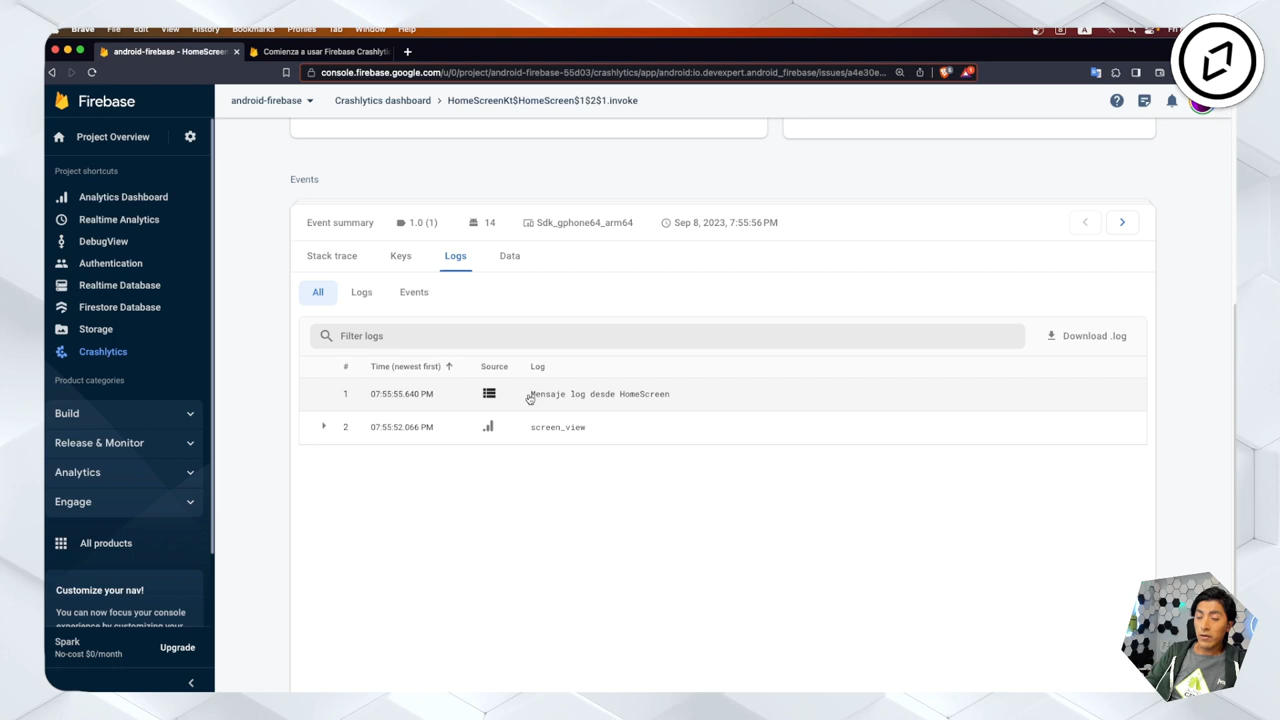 Brave File Edit View History Bookmarks Profiles Tab Window Help
android-firebase - HomeScreen
Comienza a usar Firebase Crashlytic
console.firebase.google.com/u/0/project/android-firebase-55d03/crashlytics/app/android:io.devexpert.android_firebase/issues/a4e30e...
Firebase
android-firebase
Crashlytics dashboard
HomeScreenKt$HomeScreen$1$2$1.invoke
Project Overview
Project shortcuts
Analytics Dashboard
Realtime Analytics
DebugView
Authentication
Realtime Database
Firestore Database
Storage
Crashlytics
Product categories
Build
Release & Monitor
Analytics
Engage
All products
Customize your nav!
You can now focus your console
experience by customizing your
Spark
No-cost $0/month
Upgrade
Events
Event summary 1.0 (1) 14 Sdk_gphone64_arm64 Sep 8, 2023, 7:55:56 PM
Stack trace Keys Logs Data
All Logs Events
Filter logs
Download .log
# Time (newest first) Source Log
1 07:55:55.640 PM Mensaje log desde HomeScreen
2 07:55:52.066 PM screen_view